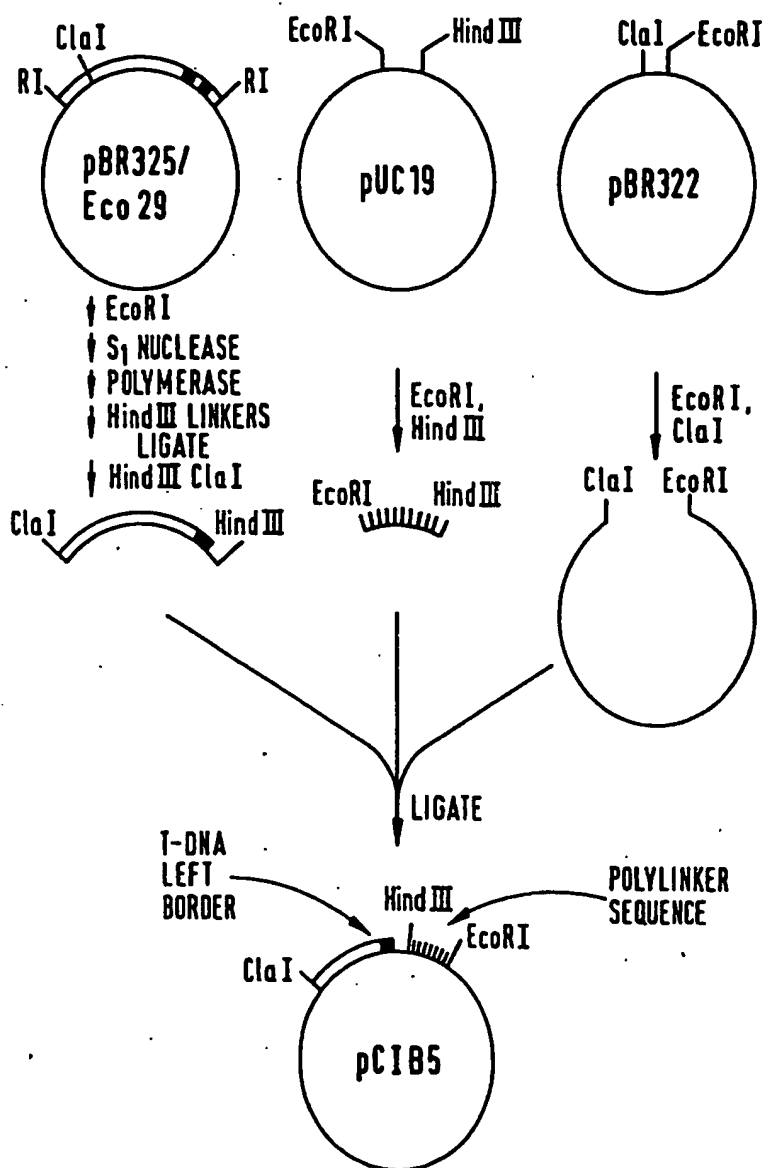 ClaI
RI
RI
pBR325/
Eco 29
EcoRI
HindIII
pUC19
ClaI
EcoRI
pBR322
EcoRI
S1 NUCLEASE
POLYMERASE
HindIII LINKERS
LIGATE
HindIII ClaI
ClaI
HindIII
EcoRI,
HindIII
EcoRI
HindIII
EcoRI,
ClaI
ClaI
EcoRI
LIGATE
T-DNA
LEFT
BORDER
HindIII
EcoRI
POLYLINKER
SEQUENCE
ClaI
pCIB5